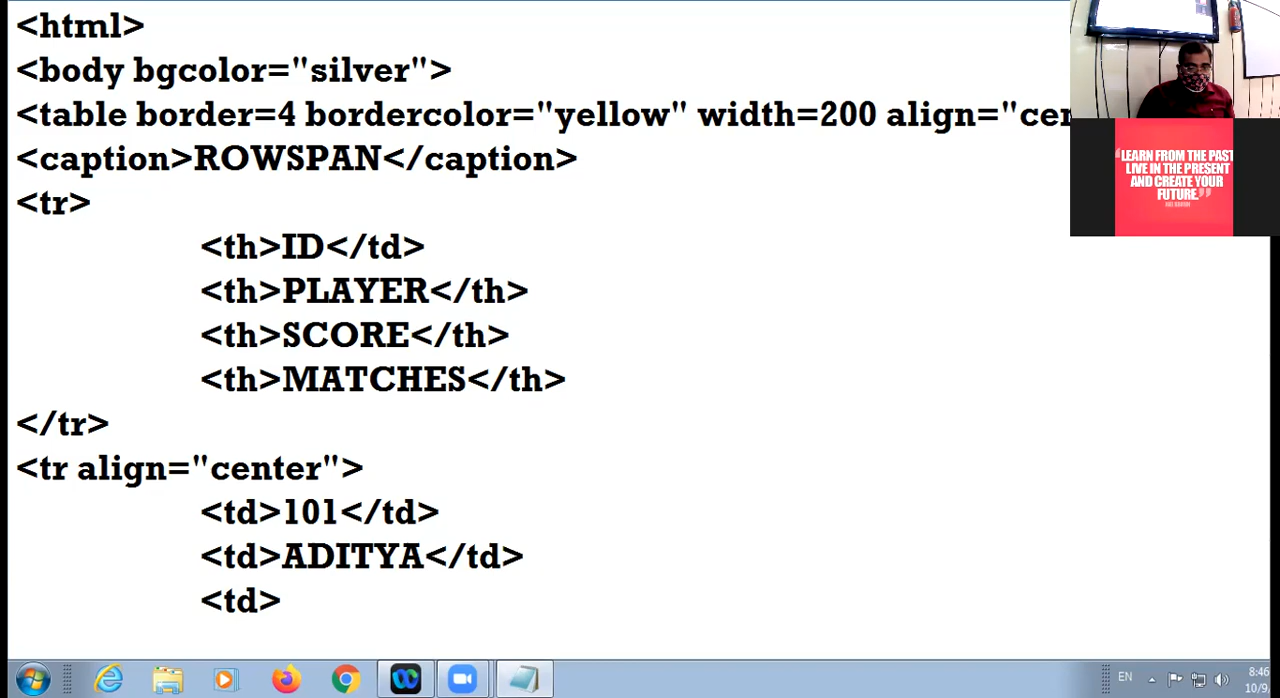 <html>
<body bgcolor="silver">
<table border=4 bordercolor="yellow" width=200 align="cen
<caption>ROWSPAN</caption>
<tr>
<th>ID</td>
<th>PLAYER</th>
<th>SCORE</th>
<th>MATCHES</th>
</tr>
<tr align="center">
<td>101</td>
<td>ADITYA</td>
<td>
“LEARN FROM THE PAST
LIVE IN THE PRESENT
AND CREATE YOUR
FUTURE.”
EN
8:46
10/9